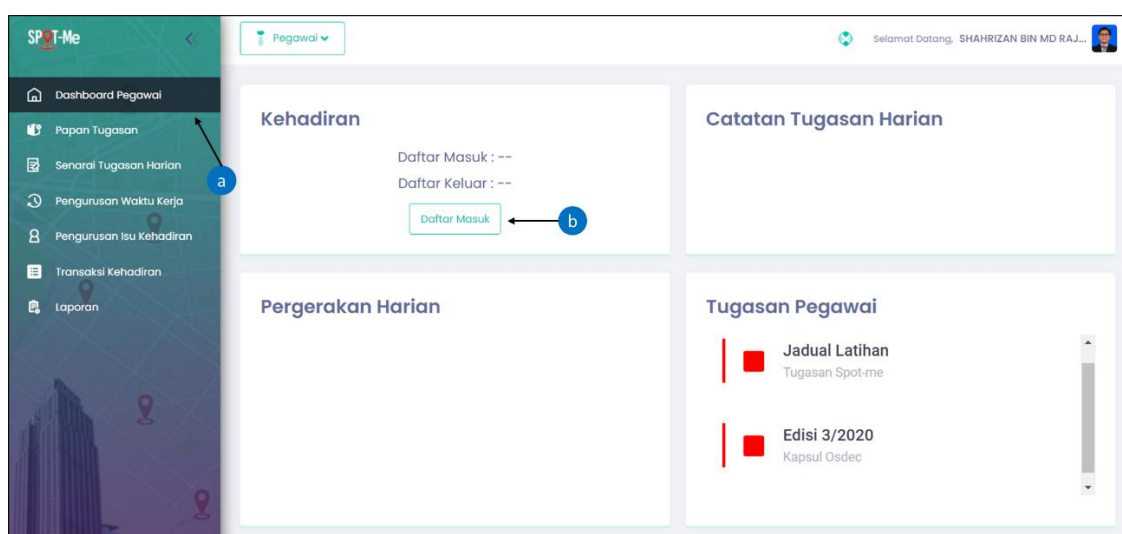 SPOT-Me
Pegawai
Selamat Datang, SHAHRIZAN BIN MD RAJ...
Dashboard Pegawai
Papan Tugasan
Senarai Tugasan Harian
Pengurusan Waktu Kerja
Pengurusan Isu Kehadiran
Transaksi Kehadiran
Laporan
a
Kehadiran
Daftar Masuk : --
Daftar Keluar : --
Daftar Masuk
b
Catatan Tugasan Harian
Pergerakan Harian
Tugasan Pegawai
Jadual Latihan
Tugasan Spot-me
Edisi 3/2020
Kapsul Osdec